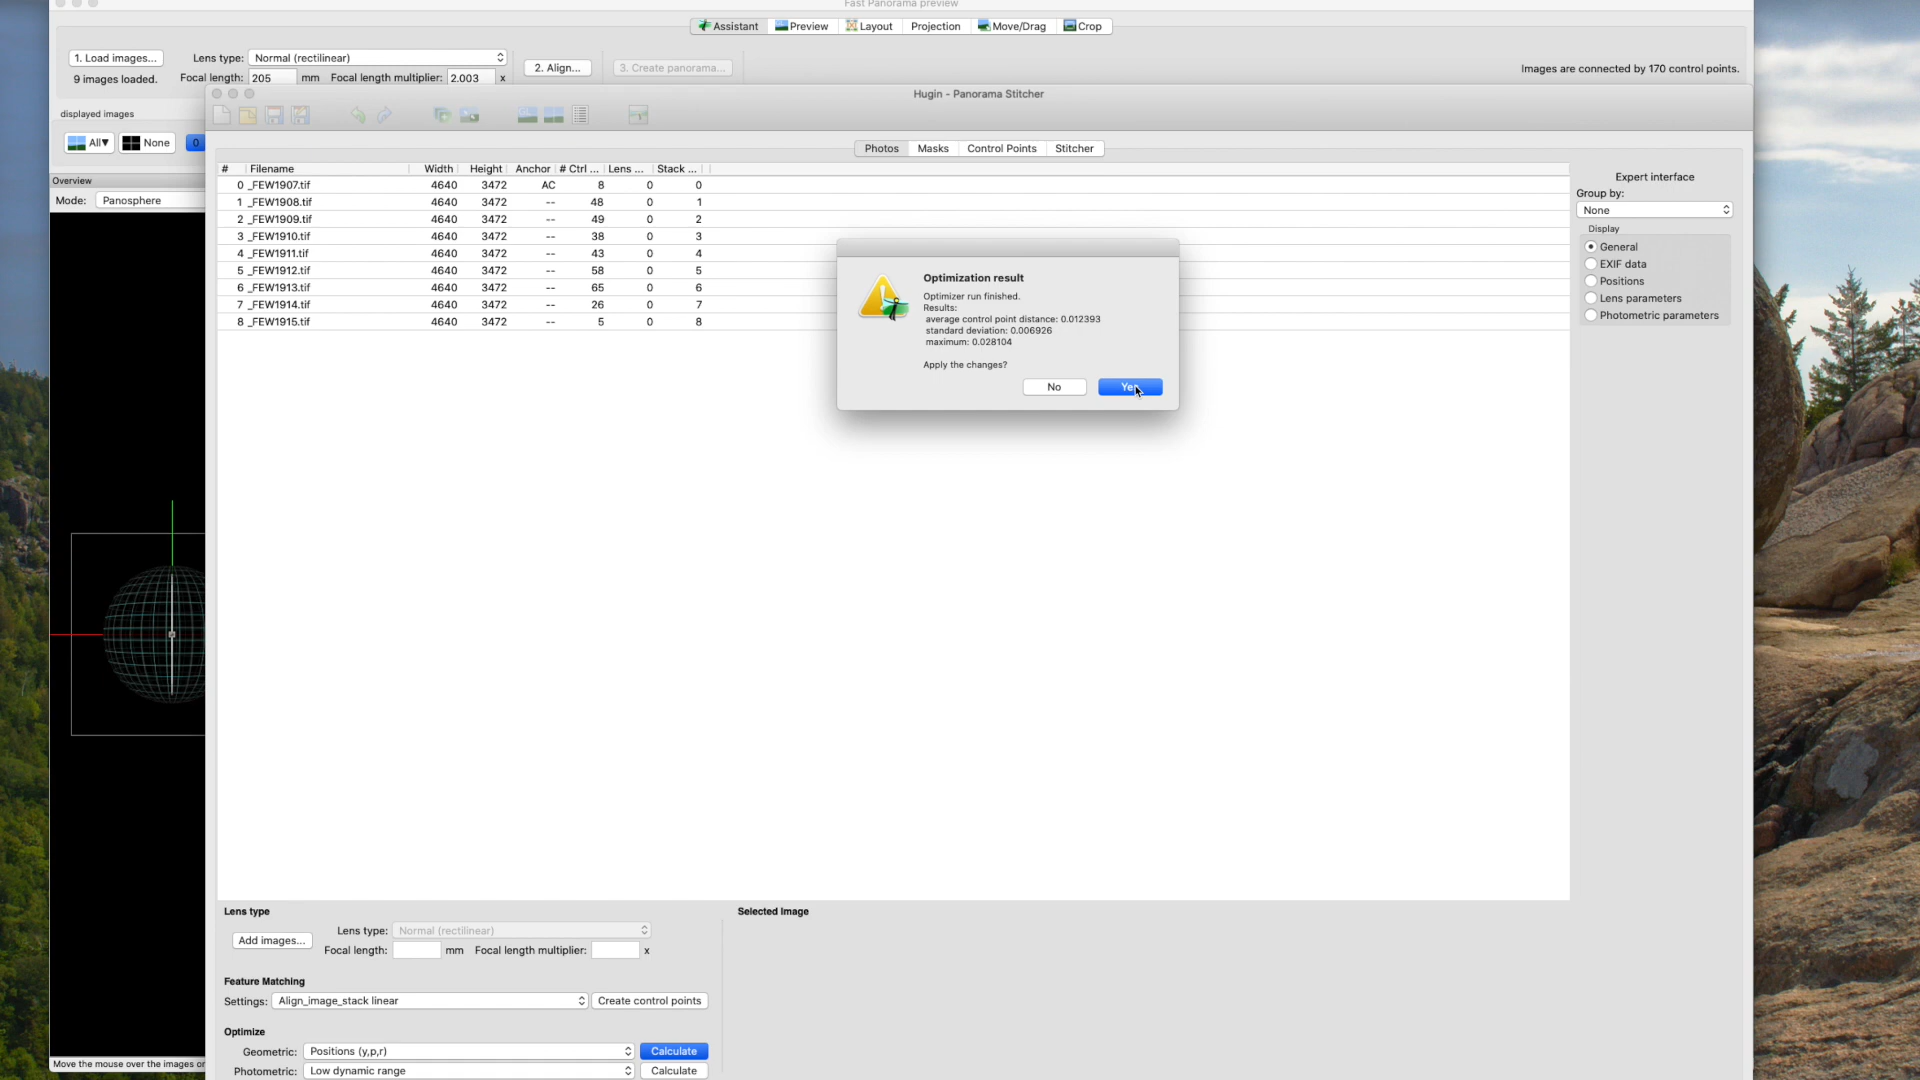 Fast Panorama preview
Assistant Preview Layout Projection Move/Drag Crop
1. Load images... Lens type: Normal (rectilinear) 2. Align... 3. Create panorama... Images are connected by 170 control points.
9 images loaded. Focal length: 205 mm Focal length multiplier: 2.003 x
Hugin - Panorama Stitcher
displayed images
All▾ None 0
Photos Masks Control Points Stitcher
Overview
Mode: Panosphere
# Filename Width Height Anchor # Ctrl ... Lens ... Stack ...
0 _FEW1907.tif 4640 3472 AC 8 0 0
1 _FEW1908.tif 4640 3472 -- 48 0 1
2 _FEW1909.tif 4640 3472 -- 49 0 2
3 _FEW1910.tif 4640 3472 -- 38 0 3
4 _FEW1911.tif 4640 3472 -- 43 0 4
5 _FEW1912.tif 4640 3472 -- 58 0 5
6 _FEW1913.tif 4640 3472 -- 65 0 6
7 _FEW1914.tif 4640 3472 -- 26 0 7
8 _FEW1915.tif 4640 3472 -- 5 0 8
Expert interface
Group by:
None
Display
General
EXIF data
Positions
Lens parameters
Photometric parameters
Optimization result
Optimizer run finished.
Results:
average control point distance: 0.012393
standard deviation: 0.006926
maximum: 0.028104
Apply the changes?
No Yes
Lens type
Add images... Lens type: Normal (rectilinear)
Focal length: mm Focal length multiplier: x
Selected Image
Feature Matching
Settings: Align_image_stack linear Create control points
Optimize
Geometric: Positions (y,p,r) Calculate
Photometric: Low dynamic range Calculate
Move the mouse over the images or